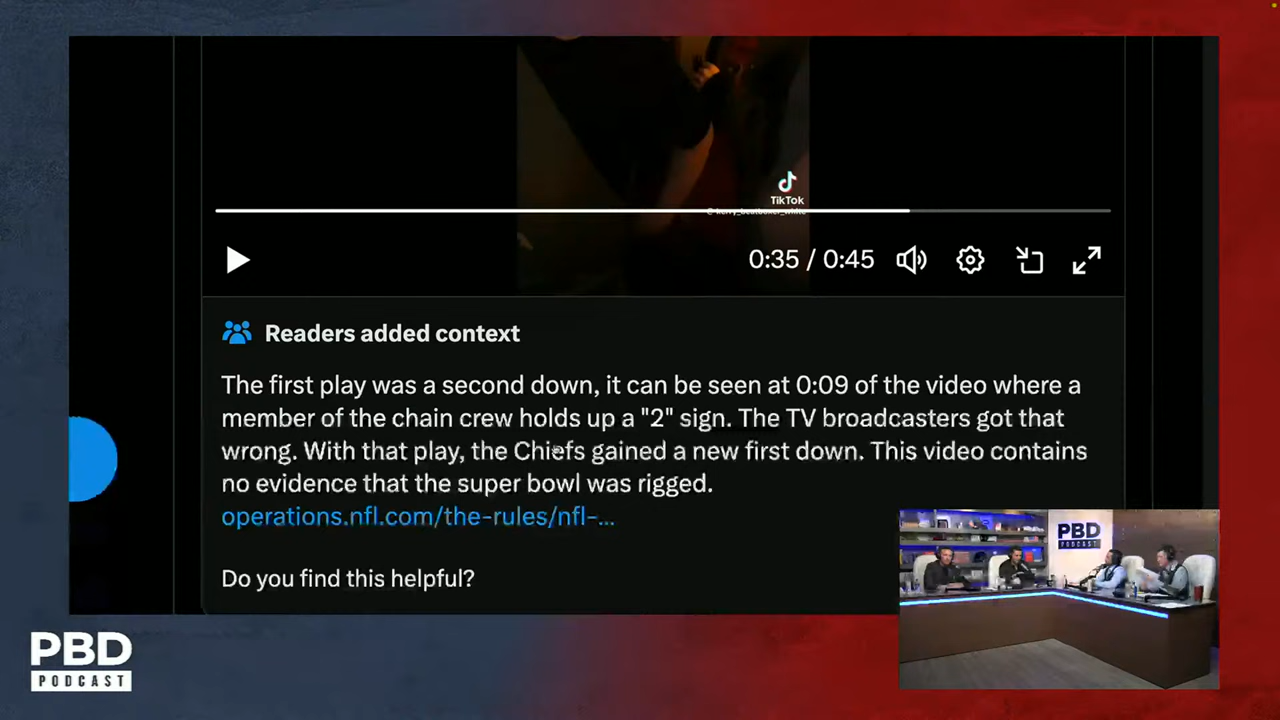 TikTok
0:35 / 0:45
Readers added context
The first play was a second down, it can be seen at 0:09 of the video where a
member of the chain crew holds up a "2" sign. The TV broadcasters got that
wrong. With that play, the Chiefs gained a new first down. This video contains
no evidence that the super bowl was rigged.
operations.nfl.com/the-rules/nfl-...
Do you find this helpful?
PBD
PODCAST
PBD
PODCAST